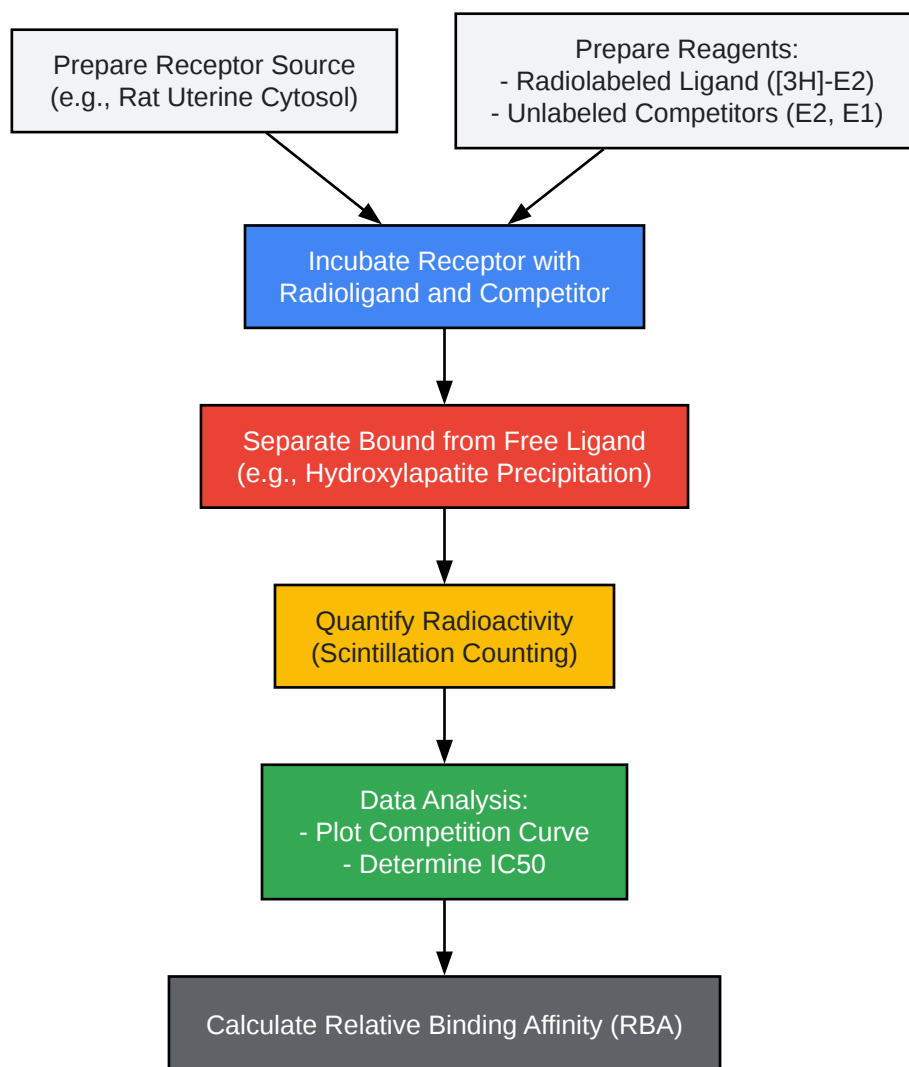 Prepare Receptor Source
(e.g., Rat Uterine Cytosol)
Prepare Reagents:
- Radiolabeled Ligand ([3H]-E2)
- Unlabeled Competitors (E2, E1)
Incubate Receptor with
Radioligand and Competitor
Separate Bound from Free Ligand
(e.g., Hydroxylapatite Precipitation)
Quantify Radioactivity
(Scintillation Counting)
Data Analysis:
- Plot Competition Curve
- Determine IC50
Calculate Relative Binding Affinity (RBA)